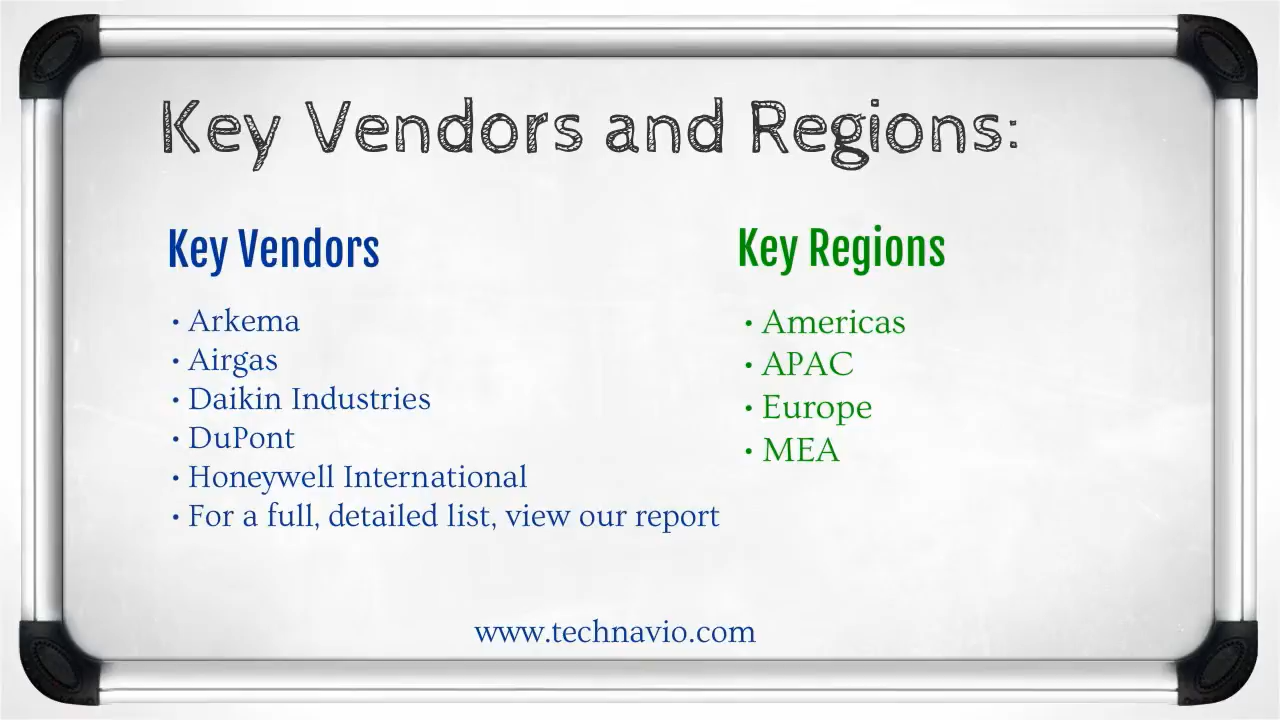 Key Vendors and Regions:
Key Vendors
• Arkema
• Airgas
• Daikin Industries
• DuPont
• Honeywell International
• For a full, detailed list, view our report
Key Regions
• Americas
• APAC
• Europe
• MEA
www.technavio.com